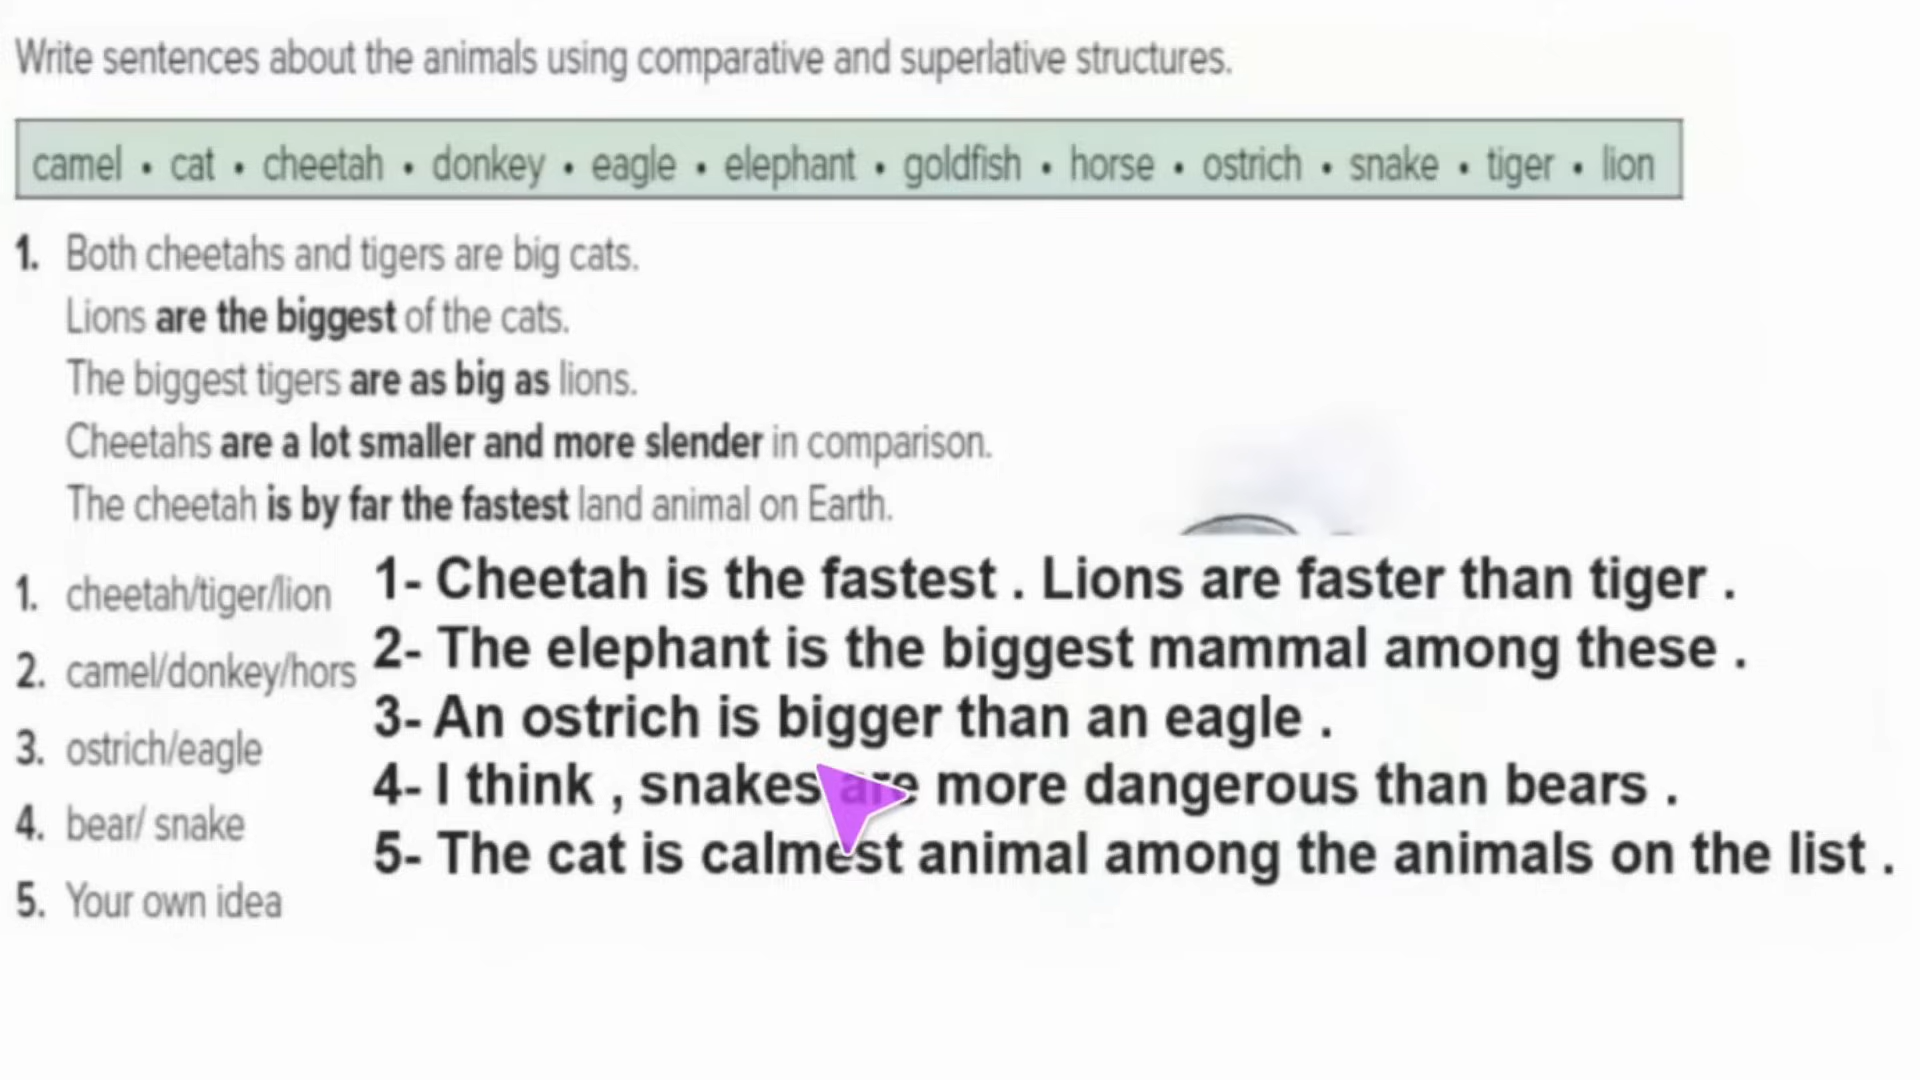 Write sentences about the animals using comparative and superlative structures.
camel • cat • cheetah • donkey • eagle • elephant • goldfish • horse • ostrich • snake • tiger • lion
1. Both cheetahs and tigers are big cats.
Lions are the biggest of the cats.
The biggest tigers are as big as lions.
Cheetahs are a lot smaller and more slender in comparison.
The cheetah is by far the fastest land animal on Earth.
1. cheetah/tiger/lion
2. camel/donkey/hors
3. ostrich/eagle
4. bear/ snake
5. Your own idea
1- Cheetah is the fastest . Lions are faster than tiger .
2- The elephant is the biggest mammal among these .
3- An ostrich is bigger than an eagle .
4- I think , snakes are more dangerous than bears .
5- The cat is calmest animal among the animals on the list .